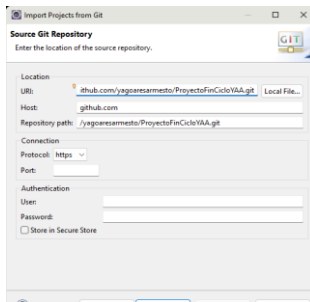 Import Projects from Git
Source Git Repository
Enter the location of the source repository.
GIT
Location
URI: ithub.com/yagoaresarmesto/ProyectoFinCicloYAA.git Local File...
Host: github.com
Repository path: /yagoaresarmesto/ProyectoFinCicloYAA.git
Connection
Protocol: https
Port:
Authentication
User:
Password:
Store in Secure Store